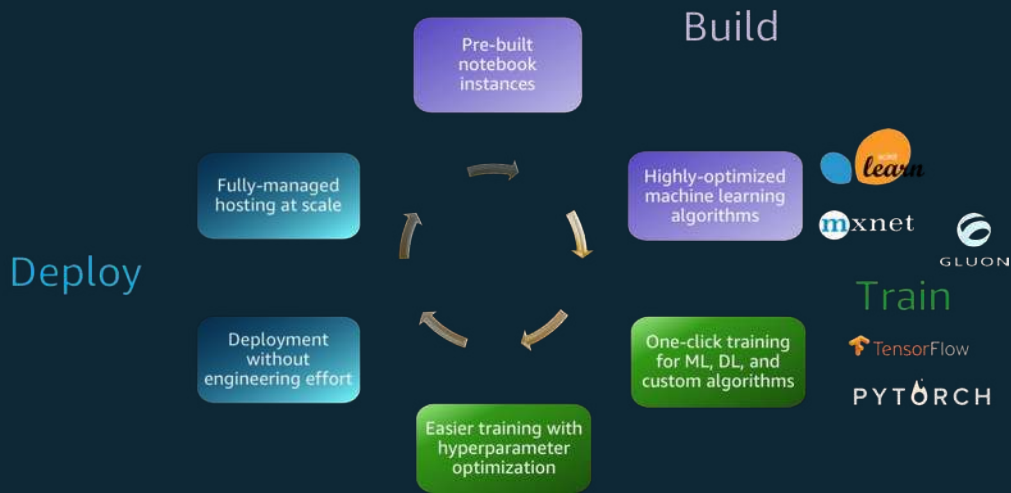 Build
Pre-built
notebook
instances
Highly-optimized
machine learning
algorithms
scikit
learn
mxnet
GLUON
Train
One-click training
for ML, DL, and
custom algorithms
TensorFlow
PYTORCH
Easier training with
hyperparameter
optimization
Deploy
Deployment
without
engineering effort
Fully-managed
hosting at scale